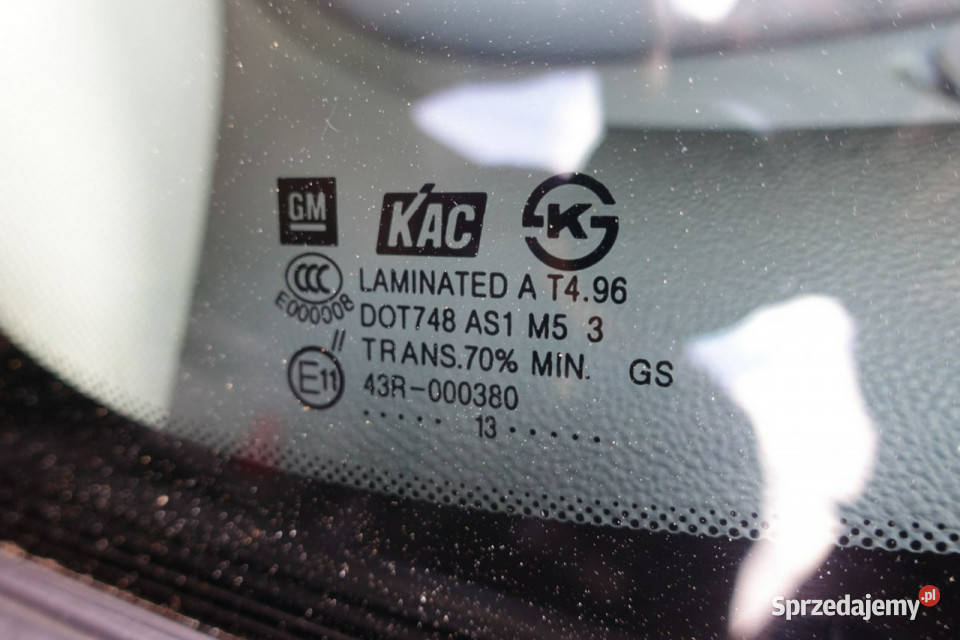 GM KAC K
CCC
E000008
LAMINATED A T4.96
DOT748 AS1 M5 3
// TRANS.70% MIN. GS
E11 43R-000380
····· 13 ·····
Sprzedajemy.pl